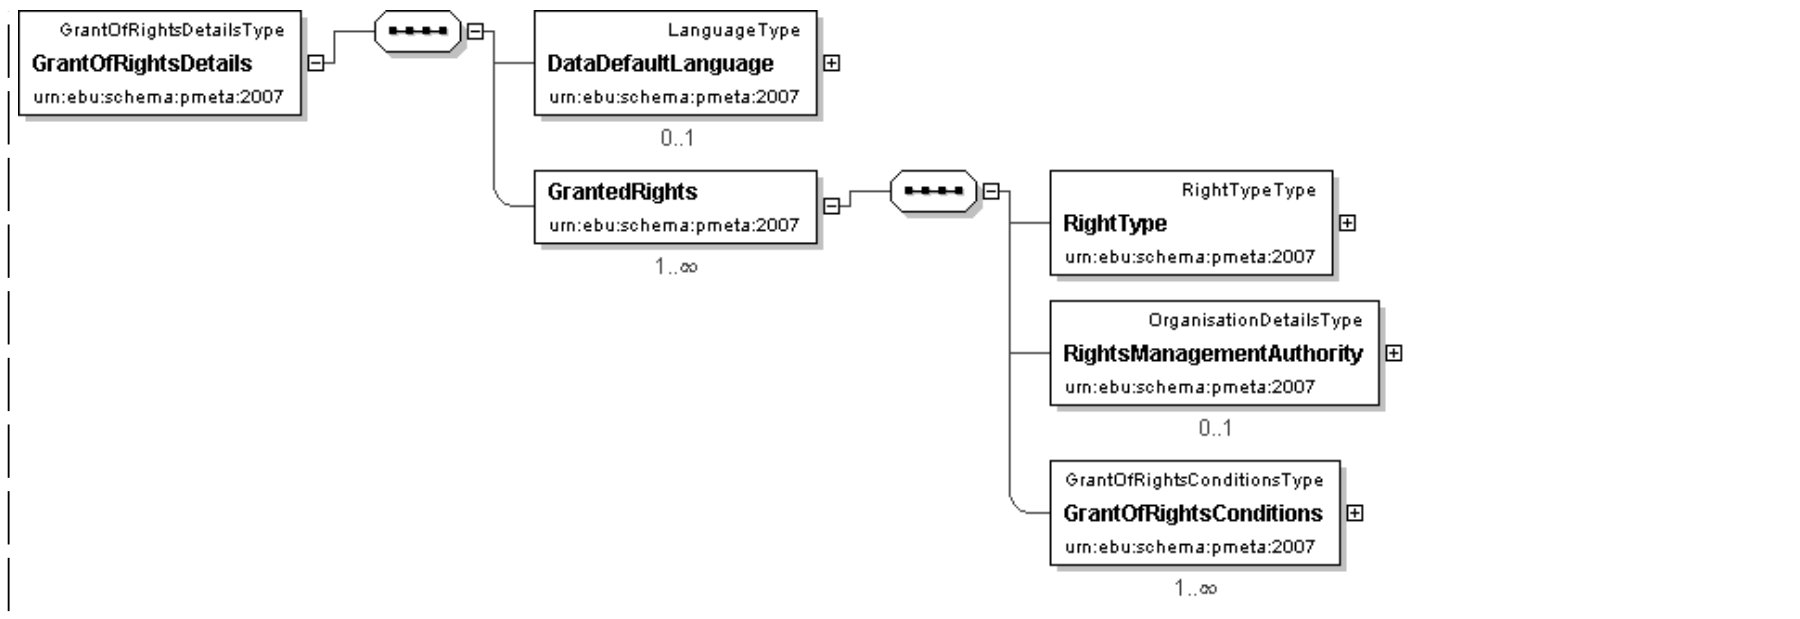 GrantOfRightsDetailsType
GrantOfRightsDetails
urn:ebu:schema:pmeta:2007
LanguageType
DataDefaultLanguage
urn:ebu:schema:pmeta:2007
0..1
GrantedRights
urn:ebu:schema:pmeta:2007
1..∞
RightTypeType
RightType
urn:ebu:schema:pmeta:2007
OrganisationDetailsType
RightsManagementAuthority
urn:ebu:schema:pmeta:2007
0..1
GrantOfRightsConditionsType
GrantOfRightsConditions
urn:ebu:schema:pmeta:2007
1..∞